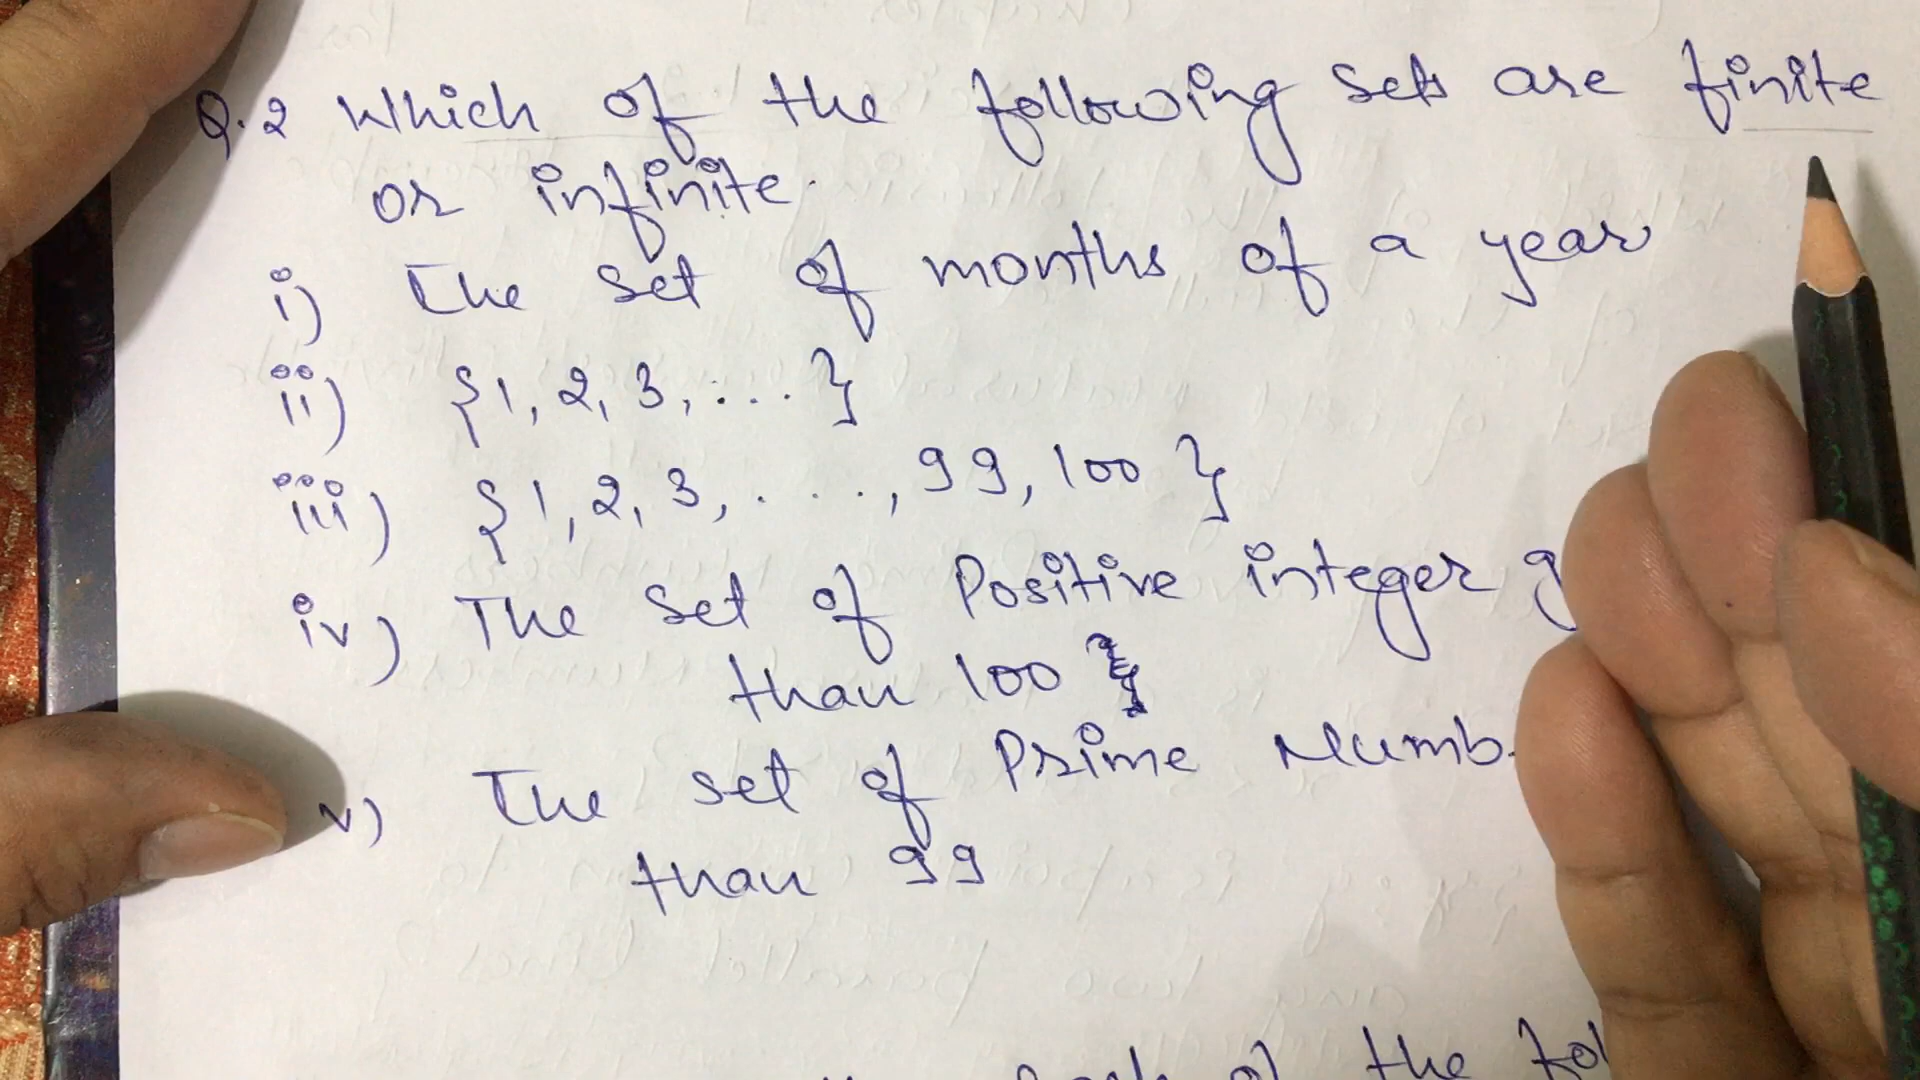 Q.2 Which of the following sets are finite
or infinite.
i) The set of months of a year
ii) {1, 2, 3, .... }
iii) {1, 2, 3, . ..., 99, 100 }
iv) The set of Positive integer g
than 100
v) The set of Prime Numb
than 99
of the fol